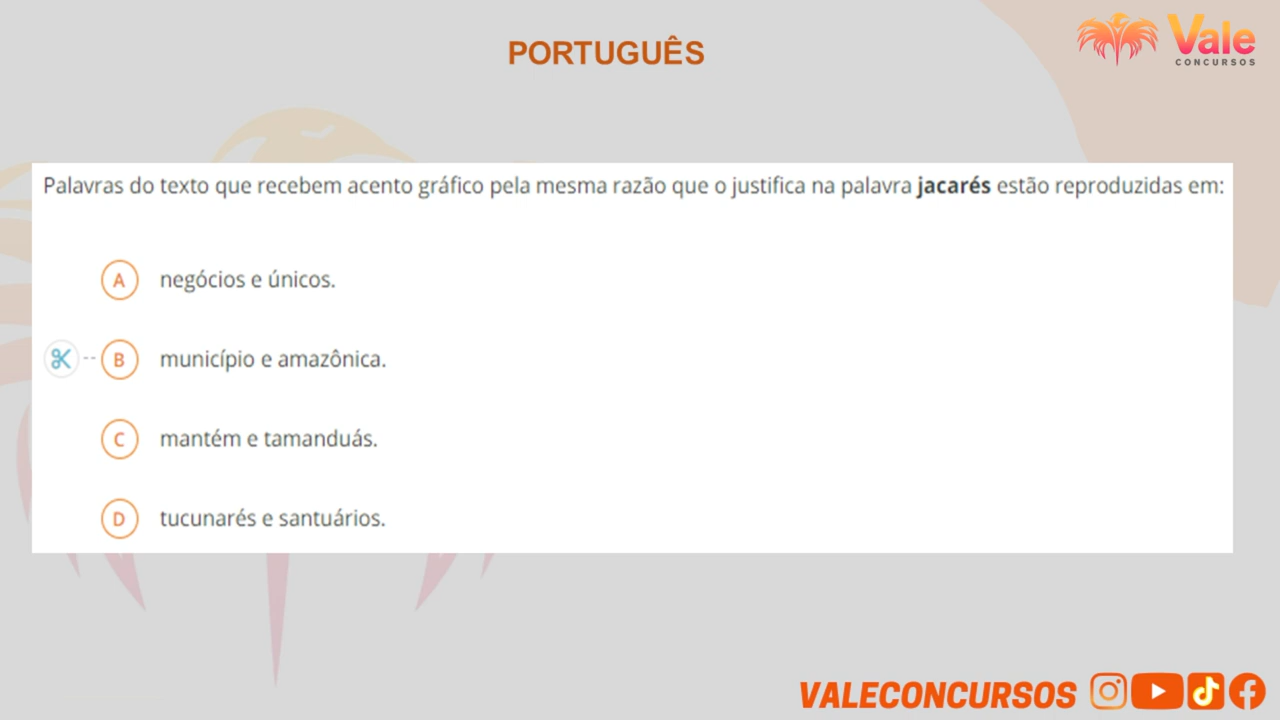 PORTUGUÊS
Vale
CONCURSOS
Palavras do texto que recebem acento gráfico pela mesma razão que o justifica na palavra jacarés estão reproduzidas em:
A negócios e únicos.
B município e amazônica.
C mantém e tamanduás.
D tucunarés e santuários.
VALECONCURSOS